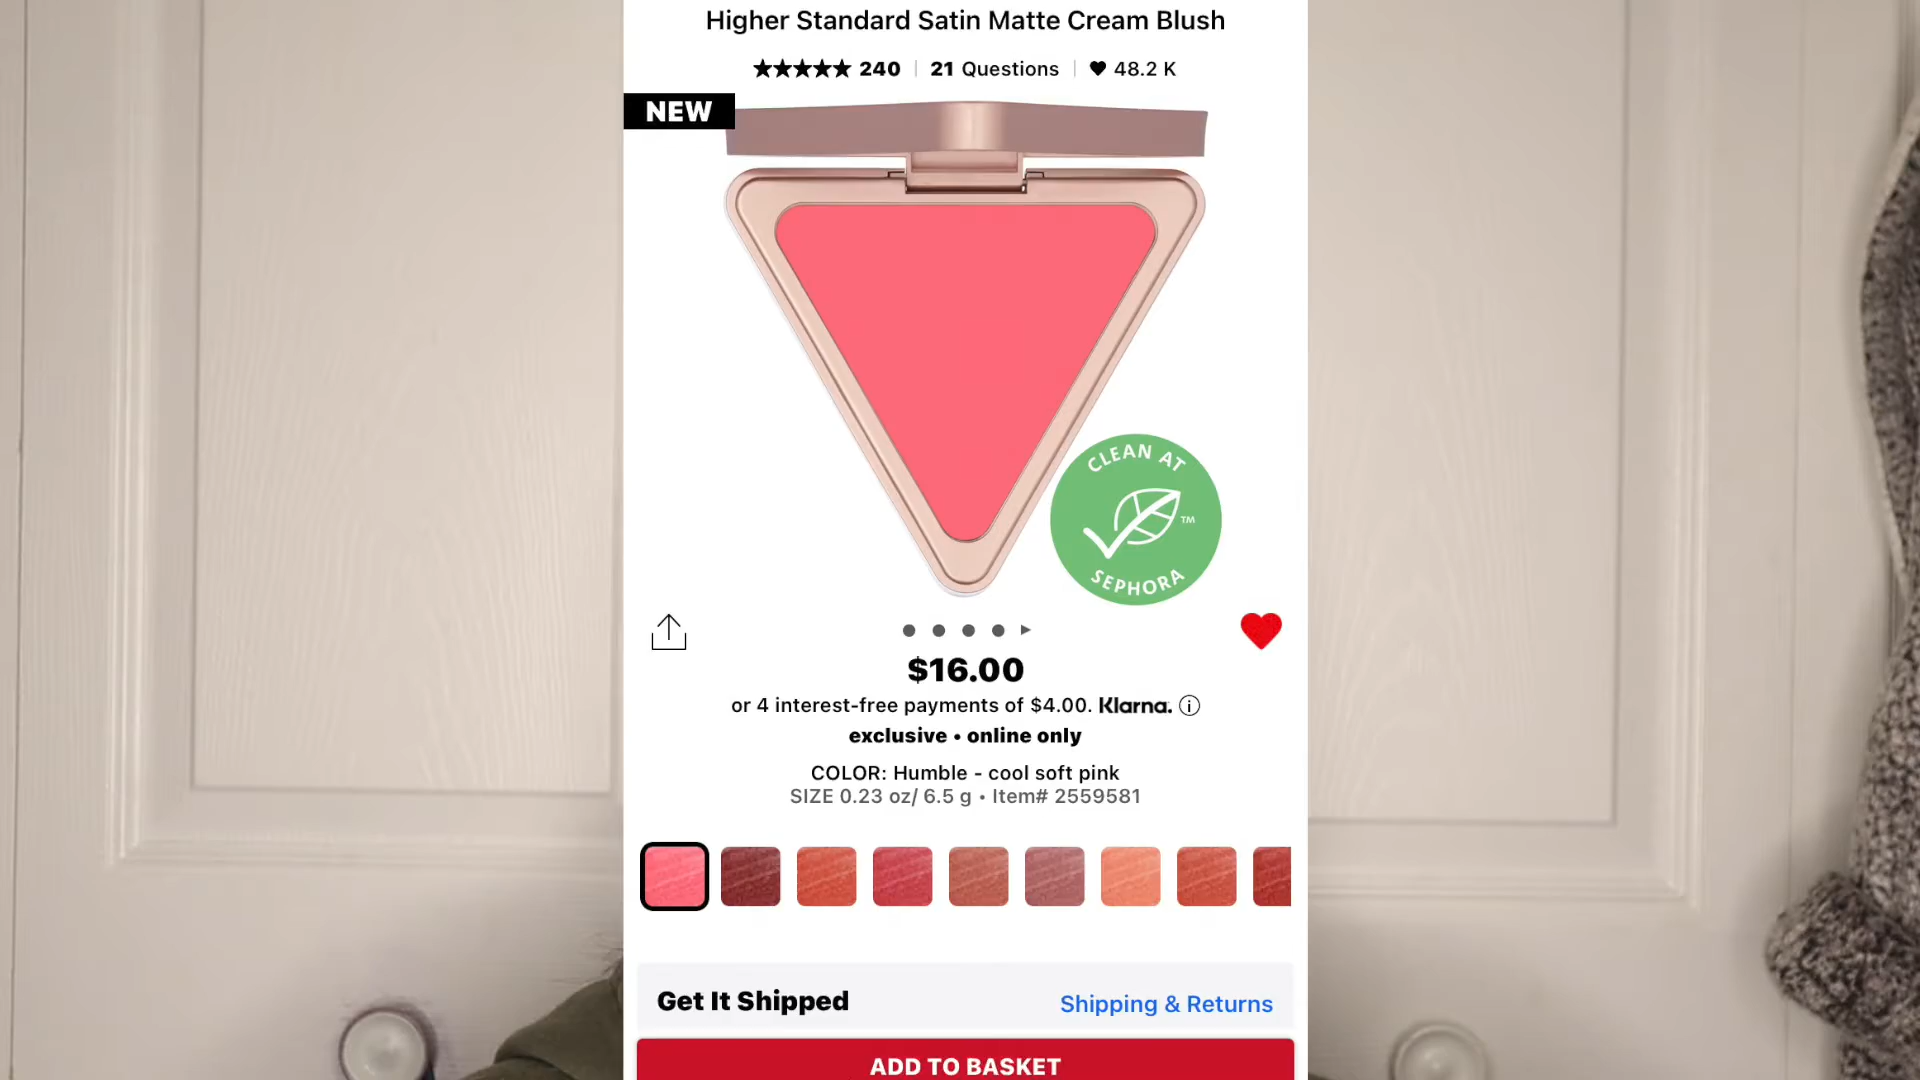 Higher Standard Satin Matte Cream Blush
★★★★★ 240 | 21 Questions | ♥ 48.2 K
NEW
CLEAN AT
SEPHORA
TM
$16.00
or 4 interest-free payments of $4.00. Klarna. ⓘ
exclusive • online only
COLOR: Humble - cool soft pink
SIZE 0.23 oz/ 6.5 g • Item# 2559581
Get It Shipped
Shipping & Returns
ADD TO BASKET